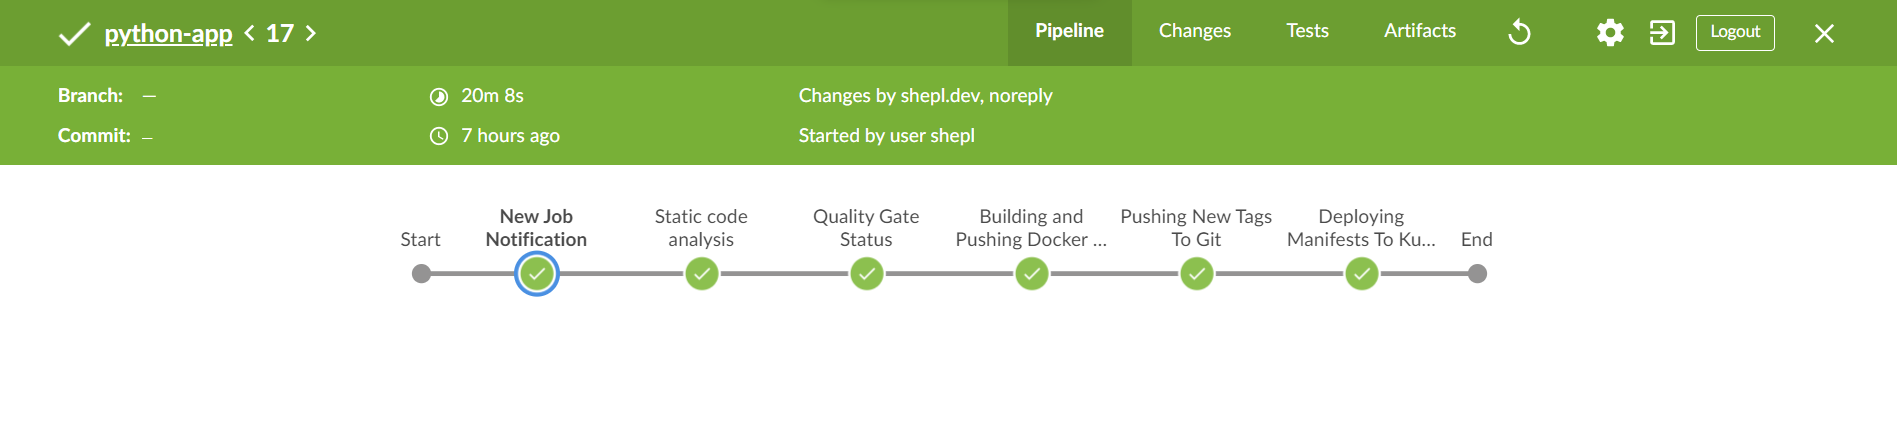 python-app < 17 >
Pipeline Changes Tests Artifacts Logout
Branch: —
20m 8s
Changes by shepl.dev, noreply
Commit: –
7 hours ago
Started by user shepl
Start
New Job
Notification
Static code
analysis
Quality Gate
Status
Building and
Pushing Docker ...
Pushing New Tags
To Git
Deploying
Manifests To Ku...
End